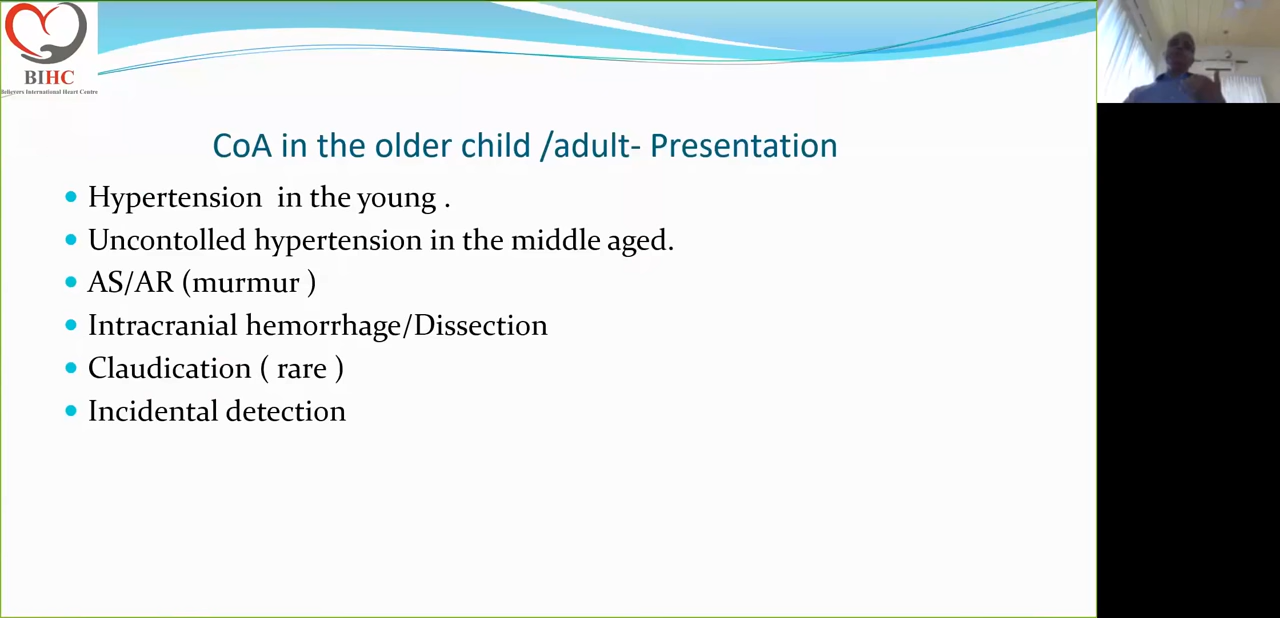 BIHC
Believers International Heart Centre
CoA in the older child /adult- Presentation
Hypertension in the young .
Uncontolled hypertension in the middle aged.
AS/AR (murmur )
Intracranial hemorrhage/Dissection
Claudication ( rare )
Incidental detection